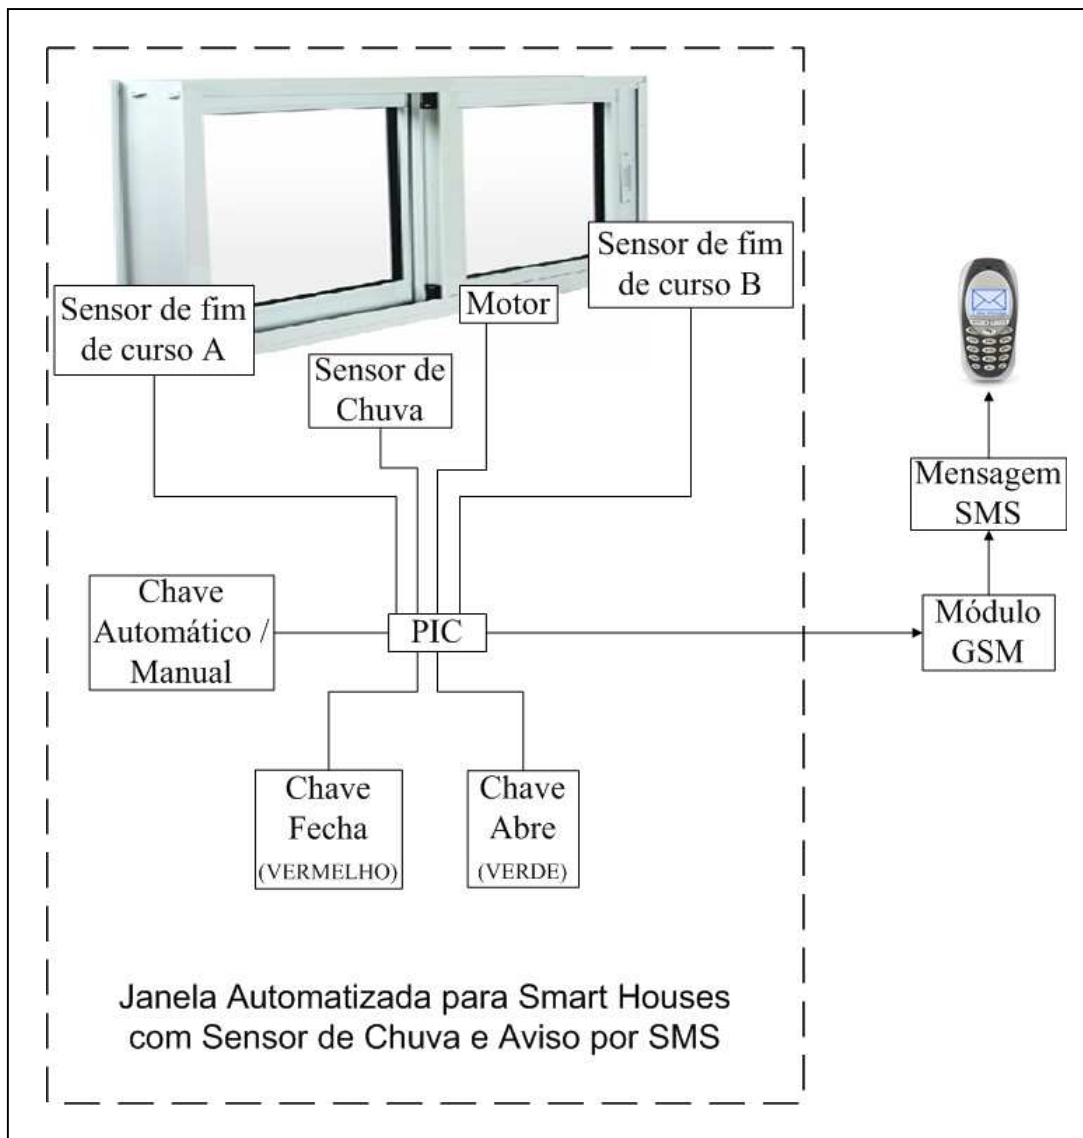 Sensor de fim
de curso B
Sensor de fim
de curso A
Motor
Sensor de
Chuva
Mensagem
SMS
Chave
Automático /
Manual
PIC
Módulo
GSM
Chave
Fecha
(VERMELHO)
Chave
Abre
(VERDE)
Janela Automatizada para Smart Houses
com Sensor de Chuva e Aviso por SMS